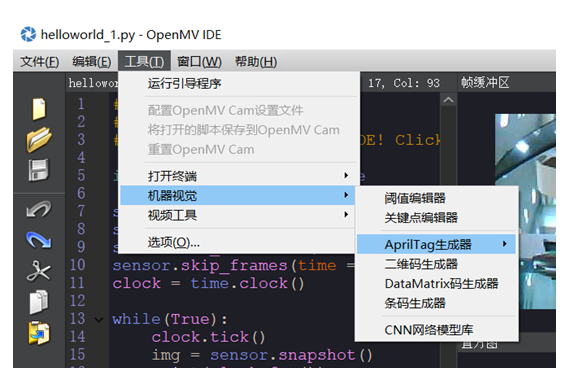 helloworld_1.py - OpenMV IDE
文件(F) 编辑(E) 工具(T) 窗口(W) 帮助(H)
运行引导程序
17, Col: 93
帧缓冲区
1
2
配置OpenMV Cam设置文件
3
将打开的脚本保存到OpenMV Cam
DE! Click
4
重置OpenMV Cam
5
打开终端
6
机器视觉
阈值编辑器
7
视频工具
关键点编辑器
8
9
选项(O)...
AprilTag生成器
10 sensor.skip_frames(time =
二维码生成器
11 clock = time.clock()
DataMatrix码生成器
12
条码生成器
13 while(True):
14 clock.tick()
CNN网络模型库
15 img = sensor.snapshot()